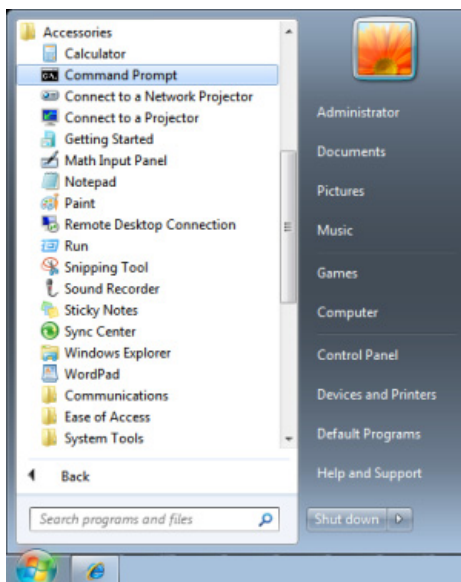 Accessories
Calculator
Command Prompt
Connect to a Network Projector
Connect to a Projector
Getting Started
Math Input Panel
Notepad
Paint
Remote Desktop Connection
Run
Snipping Tool
Sound Recorder
Sticky Notes
Sync Center
Windows Explorer
WordPad
Communications
Ease of Access
System Tools
Back
Search programs and files
Administrator
Documents
Pictures
Music
Games
Computer
Control Panel
Devices and Printers
Default Programs
Help and Support
Shut down